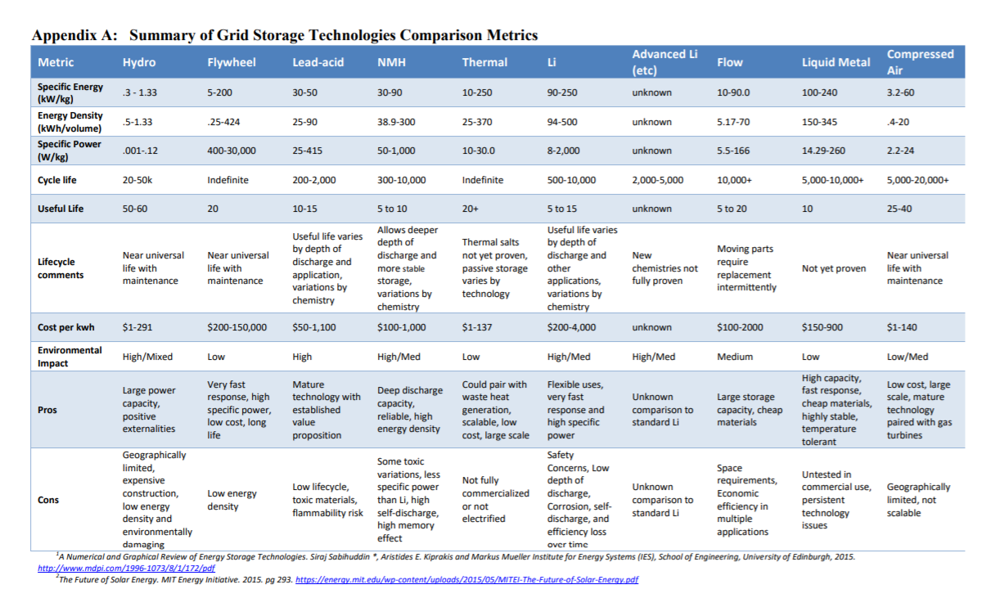 Appendix A: Summary of Grid Storage Technologies Comparison Metrics
Metric Hydro Flywheel Lead-acid NMH Thermal Li Advanced Li (etc) Flow Liquid Metal Compressed Air
Specific Energy (kW/kg) .3 - 1.33 5-200 30-50 30-90 10-250 90-250 unknown 10-90.0 100-240 3.2-60
Energy Density (kWh/volume) .5-1.33 .25-424 25-90 38.9-300 25-370 94-500 unknown 5.17-70 150-345 .4-20
Specific Power (W/kg) .001-.12 400-30,000 25-415 50-1,000 10-30.0 8-2,000 unknown 5.5-166 14.29-260 2.2-24
Cycle life 20-50k Indefinite 200-2,000 300-10,000 Indefinite 500-10,000 2,000-5,000 10,000+ 5,000-10,000+ 5,000-20,000+
Useful Life 50-60 20 10-15 5 to 10 20+ 5 to 15 unknown 5 to 20 10 25-40
Lifecycle comments
Near universal life with maintenance
Near universal life with maintenance
Useful life varies by depth of discharge and application, variations by chemistry
Allows deeper depth of discharge and more stable storage, variations by chemistry
Thermal salts not yet proven, passive storage varies by technology
Useful life varies by depth of discharge and other applications, variations by chemistry
New chemistries not fully proven
Moving parts require replacement intermittently
Not yet proven
Near universal life with maintenance
Cost per kwh $1-291 $200-150,000 $50-1,100 $100-1,000 $1-137 $200-4,000 unknown $100-2000 $150-900 $1-140
Environmental Impact High/Mixed Low High High/Med Low High/Med High/Med Medium Low Low/Med
Pros
Large power capacity, positive externalities
Very fast response, high specific power, low cost, long life
Mature technology with established value proposition
Deep discharge capacity, reliable, high energy density
Could pair with waste heat generation, scalable, low cost, large scale
Flexible uses, very fast response and high specific power
Unknown comparison to standard Li
Large storage capacity, cheap materials
High capacity, fast response, cheap materials, highly stable, temperature tolerant
Low cost, large scale, mature technology paired with gas turbines
Cons
Geographically limited, expensive construction, low energy density and environmentally damaging
Low energy density
Low lifecycle, toxic materials, flammability risk
Some toxic variations, less specific power than Li, high self-discharge, high memory effect
Not fully commercialized or not electrified
Safety Concerns, Low depth of discharge, Corrosion, self-discharge, and efficiency loss over time
Unknown comparison to standard Li
Space requirements, Economic efficiency in multiple applications
Untested in commercial use, persistent technology issues
Geographically limited, not scalable
1A Numerical and Graphical Review of Energy Storage Technologies. Siraj Sabihuddin *, Aristides E. Kiprakis and Markus Mueller Institute for Energy Systems (IES), School of Engineering, University of Edinburgh, 2015.
http://www.mdpi.com/1996-1073/8/1/172/pdf
2The Future of Solar Energy. MIT Energy Initiative. 2015. pg 293. https://energy.mit.edu/wp-content/uploads/2015/05/MITEI-The-Future-of-Solar-Energy.pdf